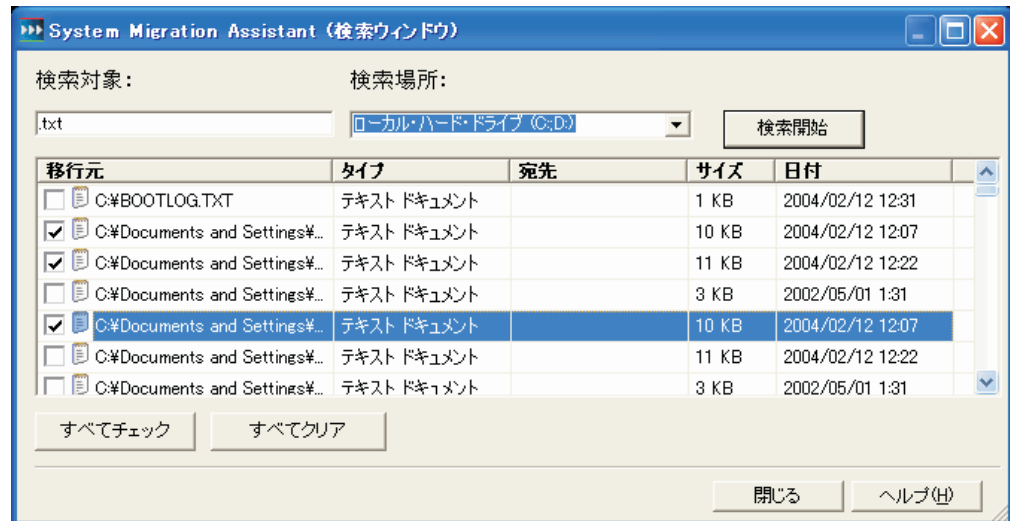 System Migration Assistant (検索ウィンドウ)
検索対象: 検索場所:
.txt ローカル・ハード・ドライブ (C:;D:) 検索開始
移行元 タイプ 宛先 サイズ 日付
C:¥BOOTLOG.TXT テキスト ドキュメント 1 KB 2004/02/12 12:31
C:¥Documents and Settings¥... テキスト ドキュメント 10 KB 2004/02/12 12:07
C:¥Documents and Settings¥... テキスト ドキュメント 11 KB 2004/02/12 12:22
C:¥Documents and Settings¥... テキスト ドキュメント 3 KB 2002/05/01 1:31
C:¥Documents and Settings¥... テキスト ドキュメント 10 KB 2004/02/12 12:07
C:¥Documents and Settings¥... テキスト ドキュメント 11 KB 2004/02/12 12:22
C:¥Documents and Settings¥... テキスト ドキュメント 3 KB 2002/05/01 1:31
すべてチェック すべてクリア
閉じる ヘルプ(H)